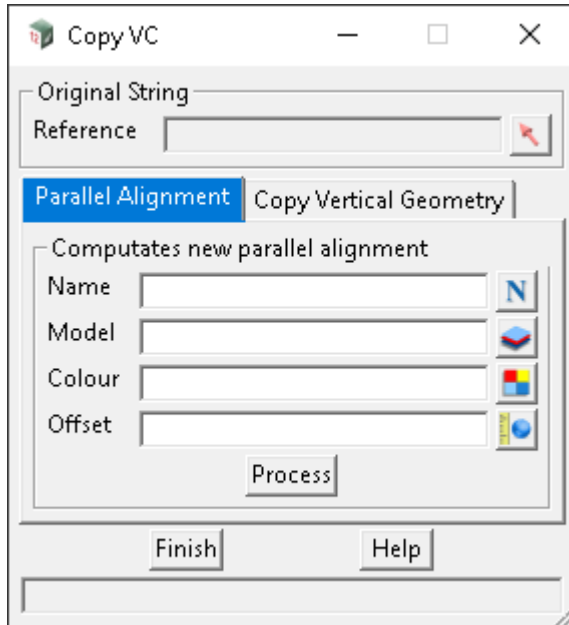 Copy VC
Original String
Reference
Parallel Alignment Copy Vertical Geometry
Computates new parallel alignment
Name N
Model
Colour
Offset
Process
Finish Help